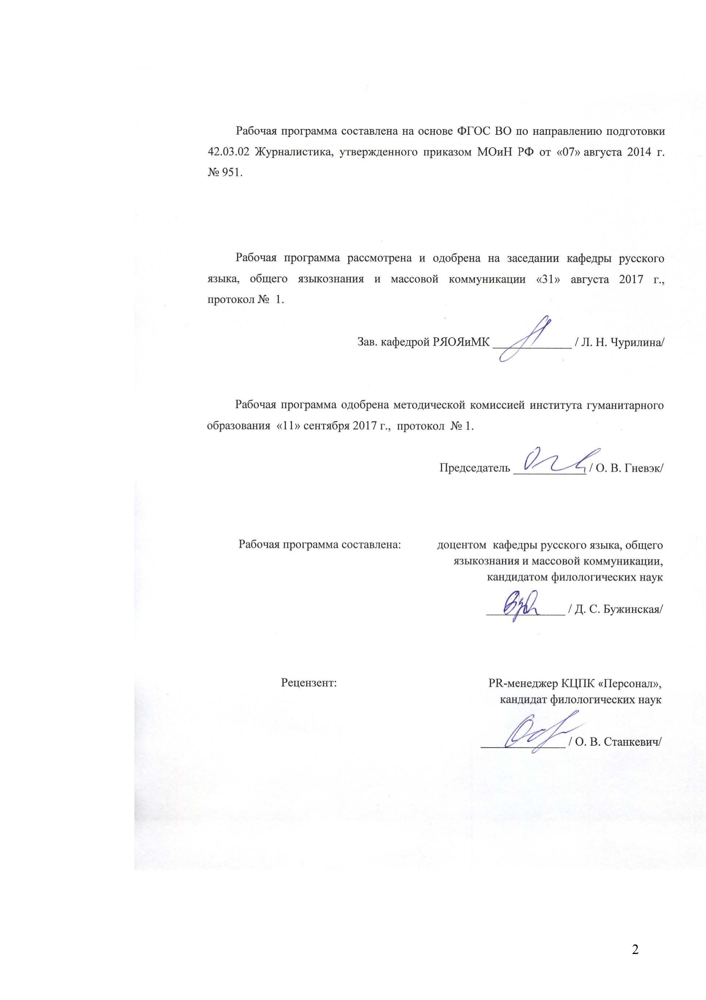 Рабочая программа составлена на основе ФГОС ВО по направлению подготовки
42.03.02 Журналистика, утвержденного приказом МОиН РФ от «07» августа 2014 г.
№ 951.
Рабочая программа рассмотрена и одобрена на заседании кафедры русского
языка, общего языкознания и массовой коммуникации «31» августа 2017 г.,
протокол № 1.
Зав. кафедрой РЯОЯиМК _____________ / Л. Н. Чурилина/
Рабочая программа одобрена методической комиссией института гуманитарного
образования «11» сентября 2017 г., протокол № 1.
Председатель ____________ / О. В. Гневэк/
Рабочая программа составлена: доцентом кафедры русского языка, общего
языкознания и массовой коммуникации,
кандидатом филологических наук
_____________ / Д. С. Бужинская/
Рецензент: PR-менеджер КЦПК «Персонал»,
кандидат филологических наук
______________ / О. В. Станкевич/
2